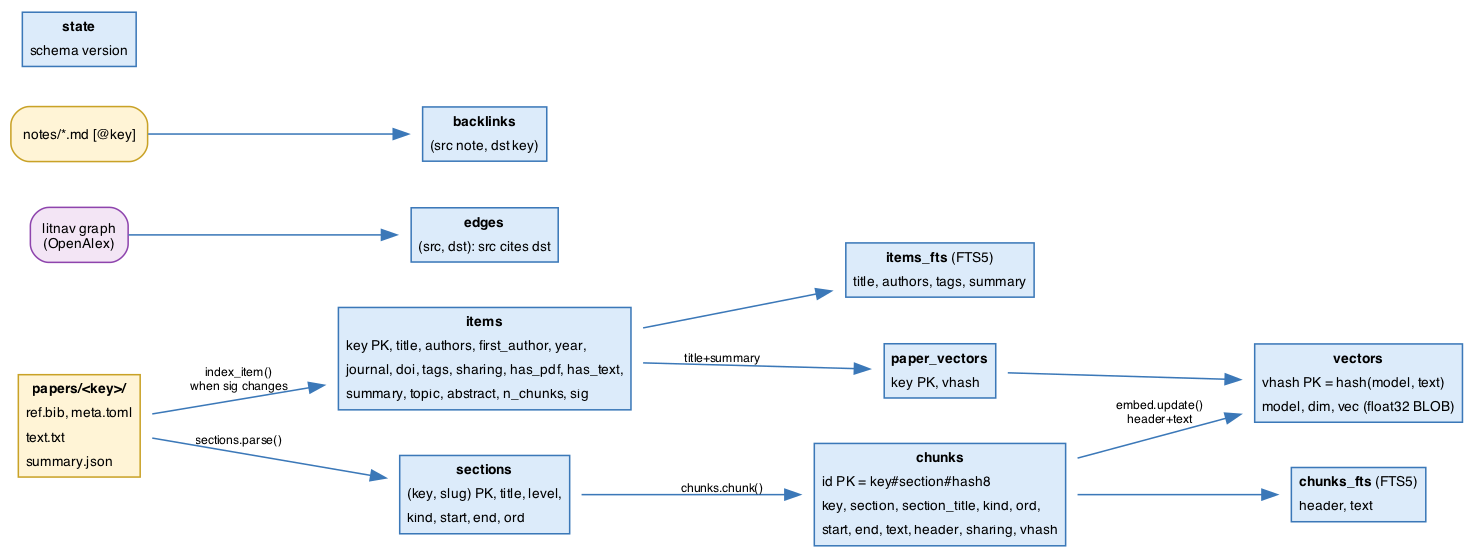 state
schema version
notes/*.md [@key]
backlinks
(src note, dst key)
litnav graph
(OpenAlex)
edges
(src, dst): src cites dst
items_fts (FTS5)
title, authors, tags, summary
items
key PK, title, authors, first_author, year,
journal, doi, tags, sharing, has_pdf, has_text,
summary, topic, abstract, n_chunks, sig
title+summary
paper_vectors
key PK, vhash
vectors
vhash PK = hash(model, text)
model, dim, vec (float32 BLOB)
papers/<key>/
ref.bib, meta.toml
text.txt
summary.json
index_item()
when sig changes
sections.parse()
sections
(key, slug) PK, title, level,
kind, start, end, ord
chunks.chunk()
chunks
id PK = key#section#hash8
key, section, section_title, kind, ord,
start, end, text, header, sharing, vhash
embed.update()
header+text
chunks_fts (FTS5)
header, text